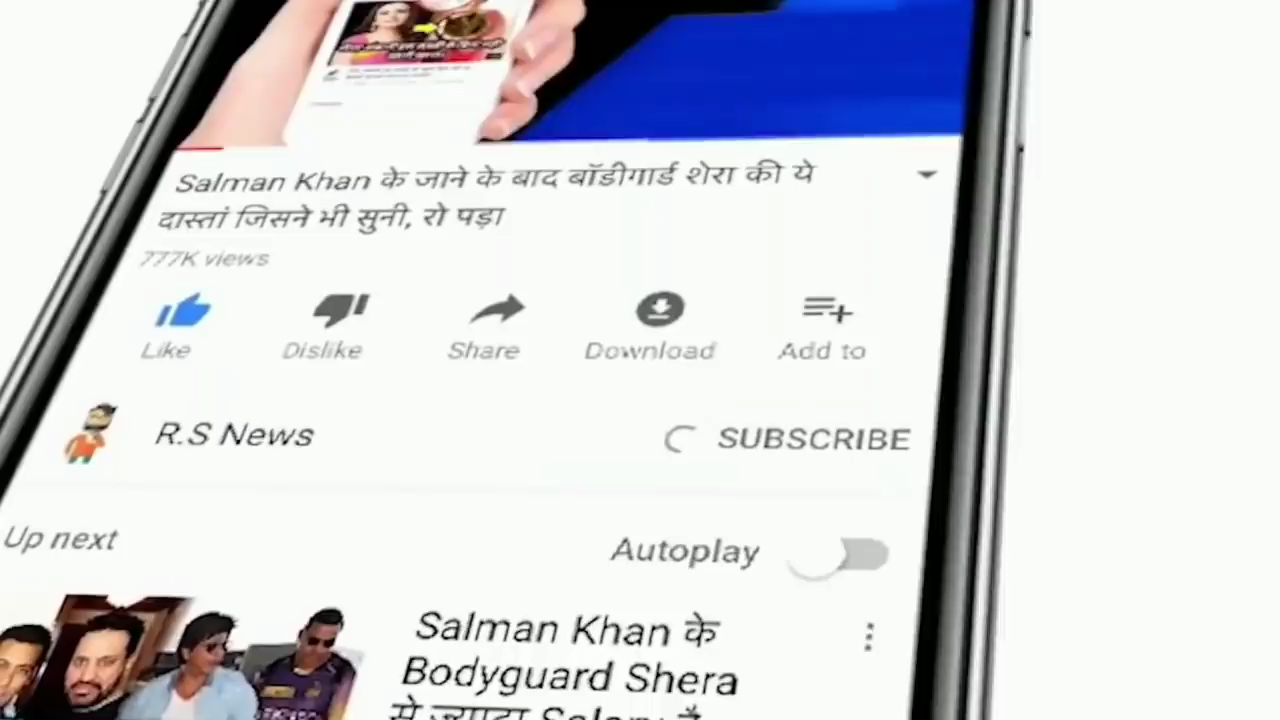 Salman Khan के जाने के बाद बॉडीगार्ड शेरा की ये
दास्तां जिसने भी सुनी, रो पड़ा
777K views
Like Dislike Share Download Add to
R.S News SUBSCRIBE
Up next Autoplay
Salman Khan के
Bodyguard Shera
से ज्यादा Salary है